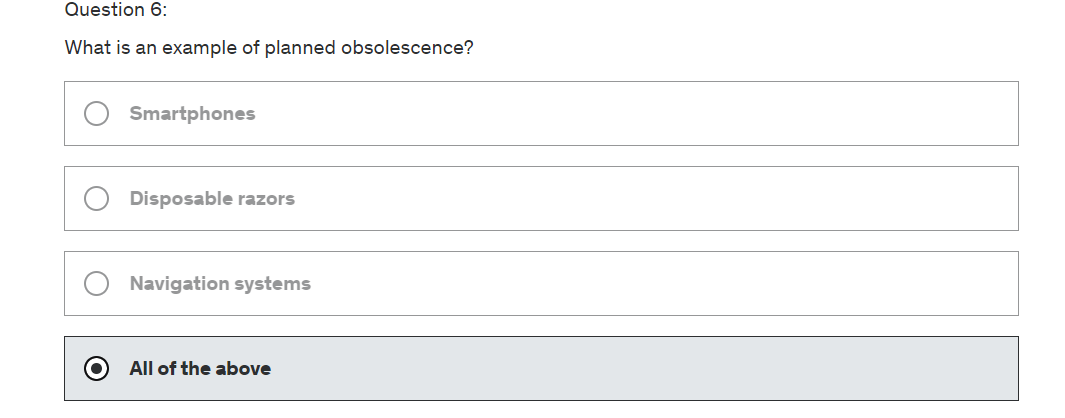 Question 6:
What is an example of planned obsolescence?
Smartphones
Disposable razors
Navigation systems
All of the above